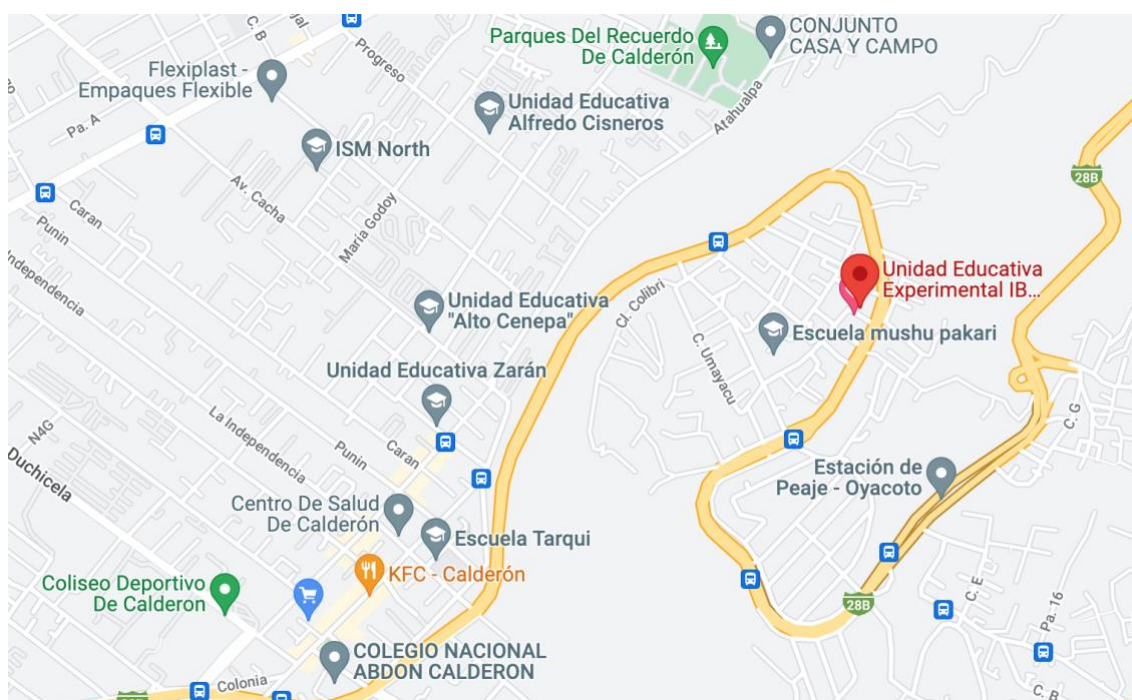 C. B
Progreso
Parques Del Recuerdo
De Calderón
CONJUNTO
CASA Y CAMPO
Flexiplast -
Empaques Flexible
Pa. A
Unidad Educativa
Alfredo Cisneros
Atahualpa
ISM North
28B
Av. Cacha
Caran
Punin
Independencia
María Godoy
Unidad Educativa
Experimental IB...
Cl. Colibri
Unidad Educativa
"Alto Cenepa"
Escuela mushu pakari
C. Umayacu
Unidad Educativa Zarán
C. G
N4G
La Independencia
Punin
Caran
Duchicela
Estación de
Peaje - Oyacoto
Centro De Salud
De Calderón
Escuela Tarqui
KFC - Calderón
Coliseo Deportivo
De Calderon
28B
C. E
Pa. 16
COLEGIO NACIONAL
ABDON CALDERON
Colonia
C. B